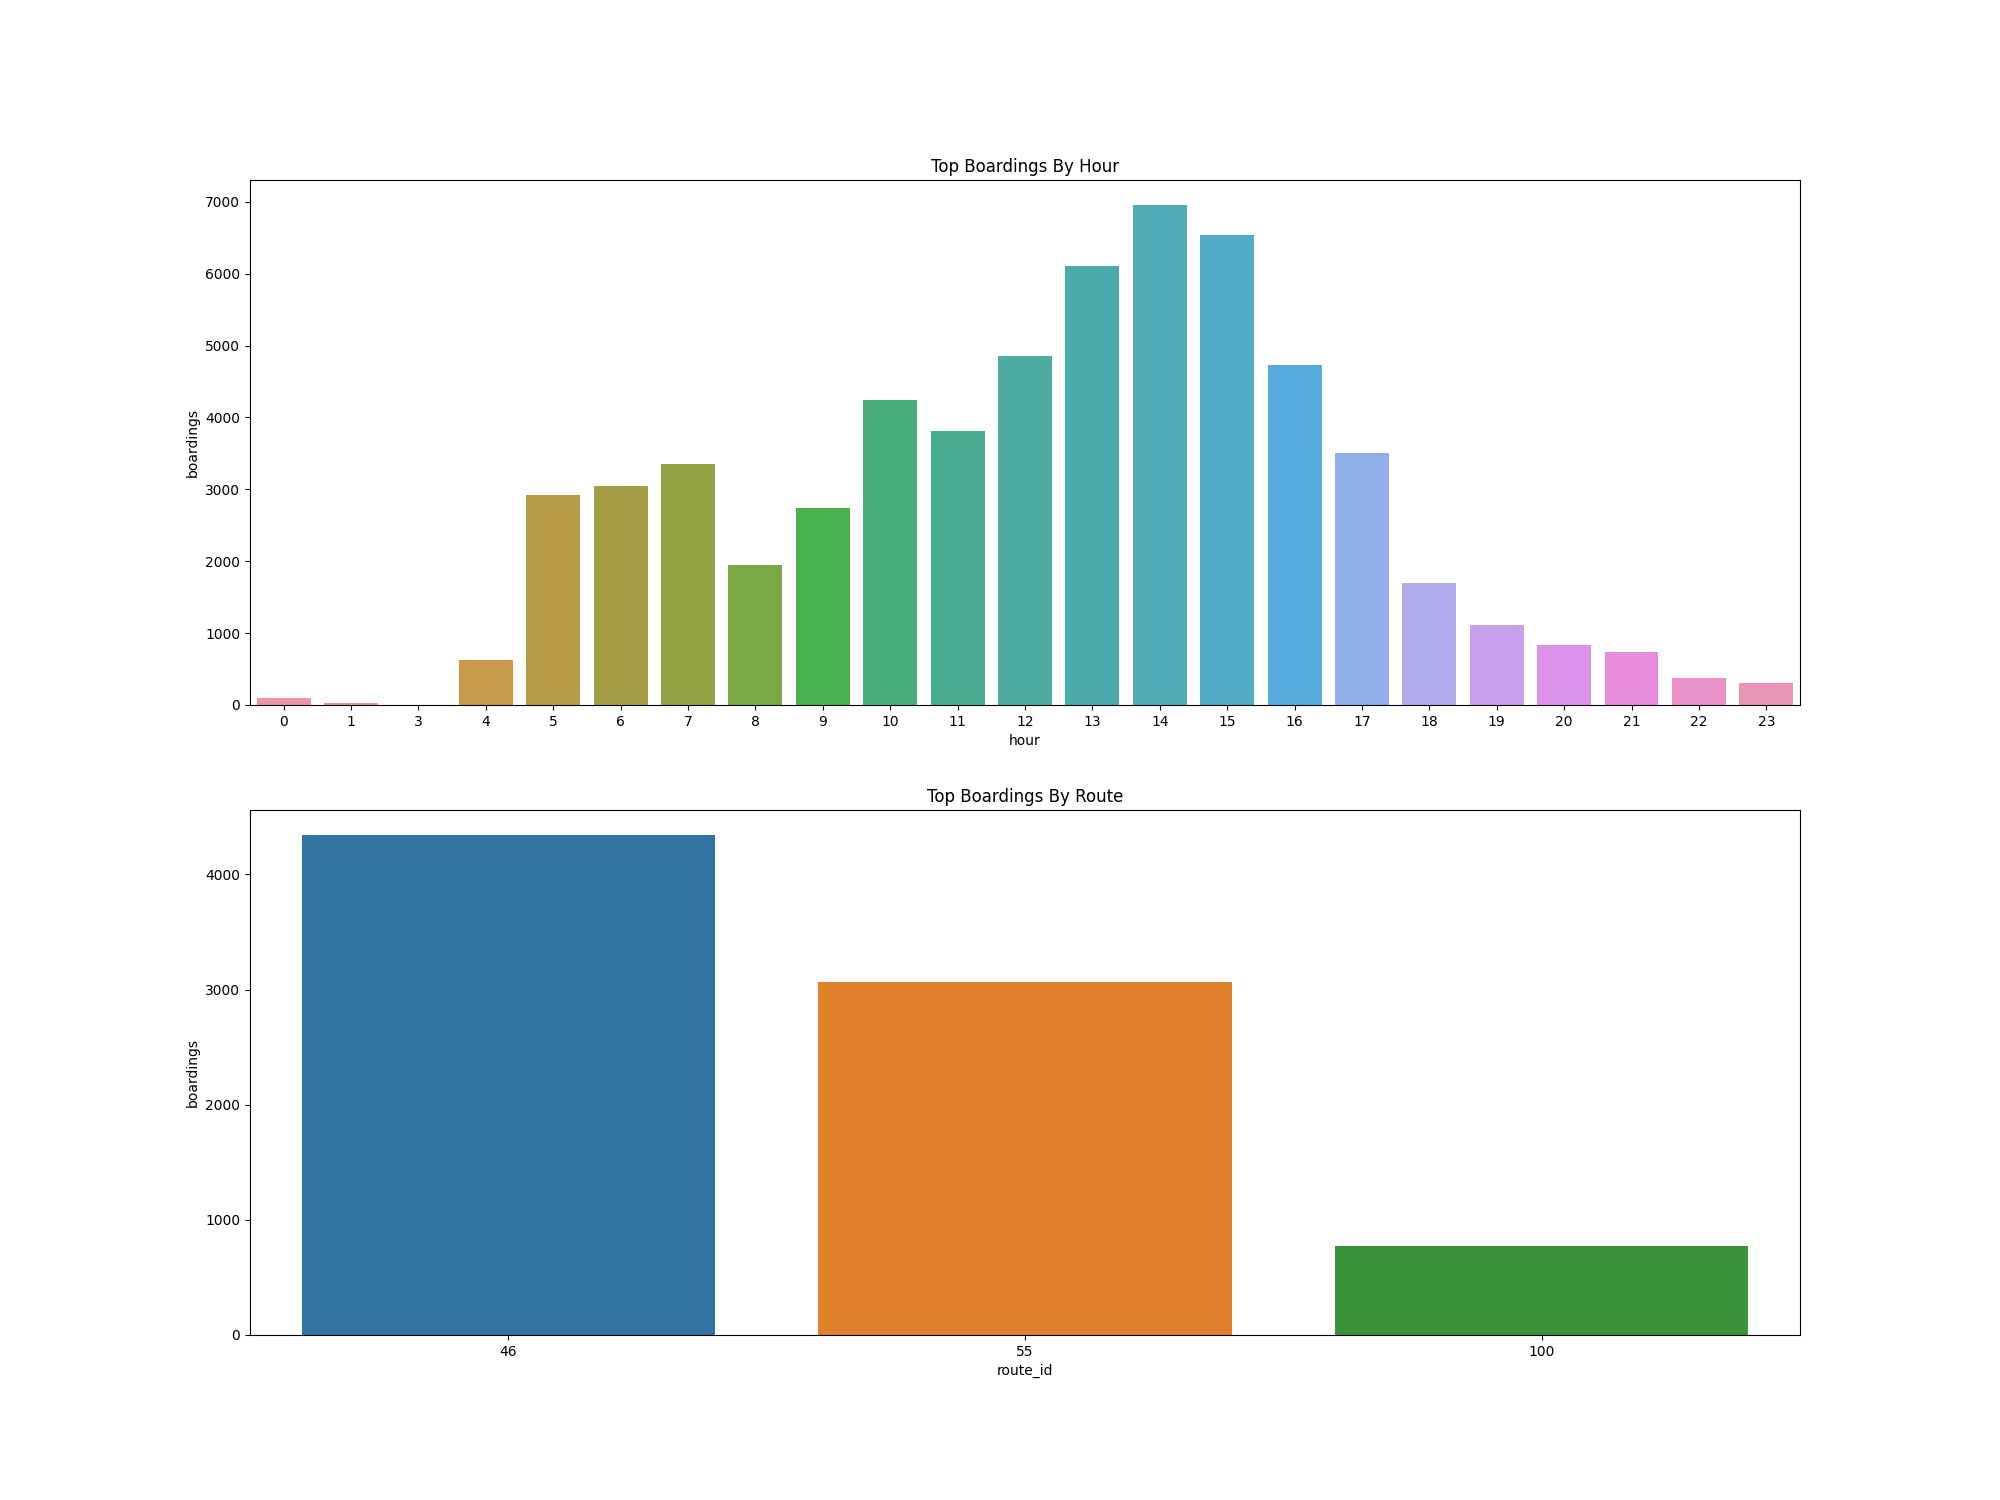 Top Boardings By Hour
7000
6000
5000
4000
3000
2000
1000
0
boardings
0 1 3 4 5 6 7 8 9 10 11 12 13 14 15 16 17 18 19 20 21 22 23
hour
Top Boardings By Route
4000
3000
2000
1000
0
boardings
46 55 100
route_id